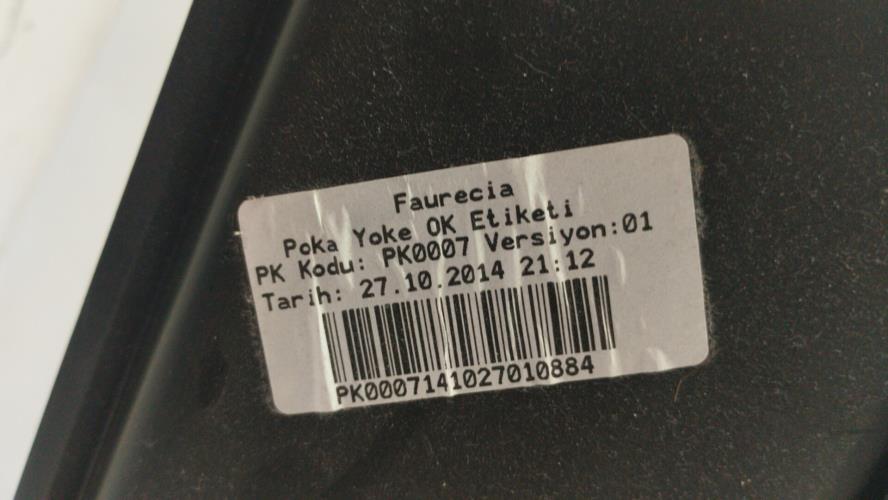 Faurecia
Poka Yoke OK Etiketi
PK Kodu: PK0007 Versiyon:01
Tarih: 27.10.2014 21:12
PK0007141027010884